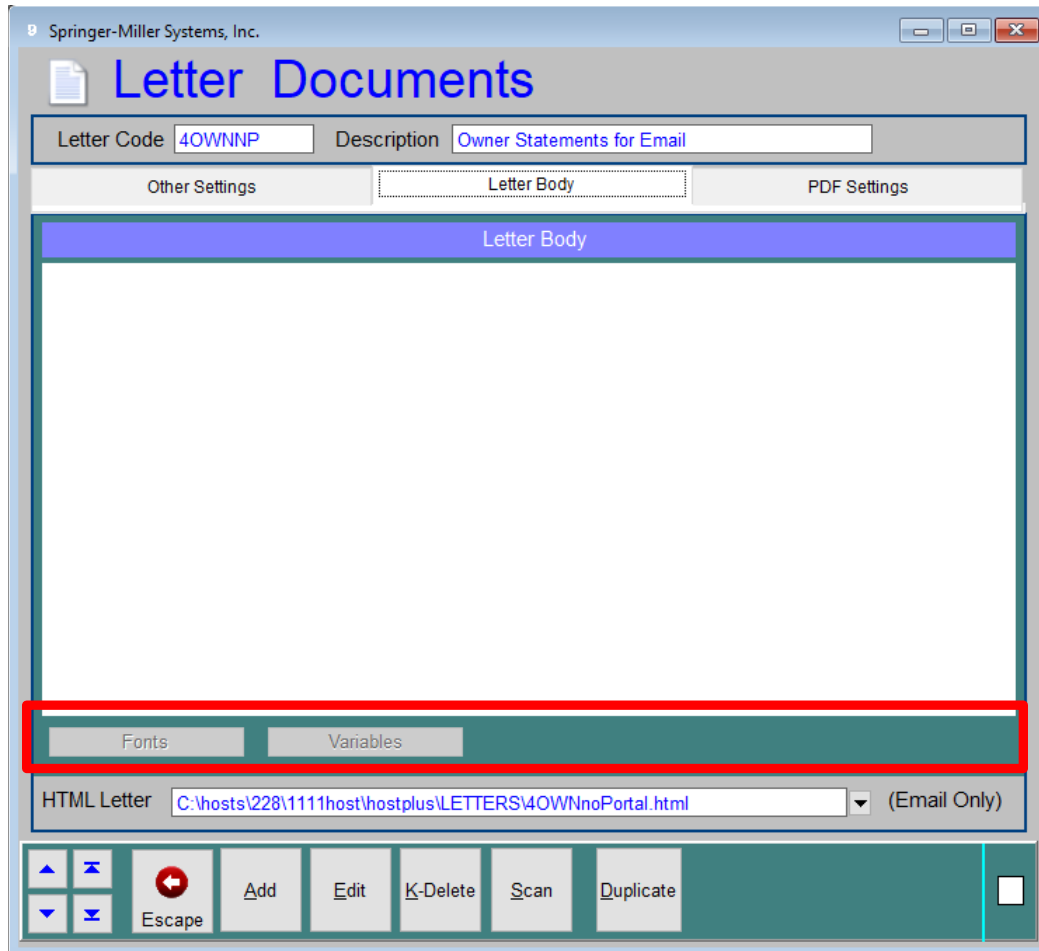 Springer-Miller Systems, Inc.
Letter Documents
Letter Code 4OWNNP Description Owner Statements for Email
Other Settings Letter Body PDF Settings
Letter Body
Fonts Variables
HTML Letter C:\hosts\228\1111host\hostplus\LETTERS\4OWNnoPortal.html (Email Only)
Escape Add Edit K-Delete Scan Duplicate